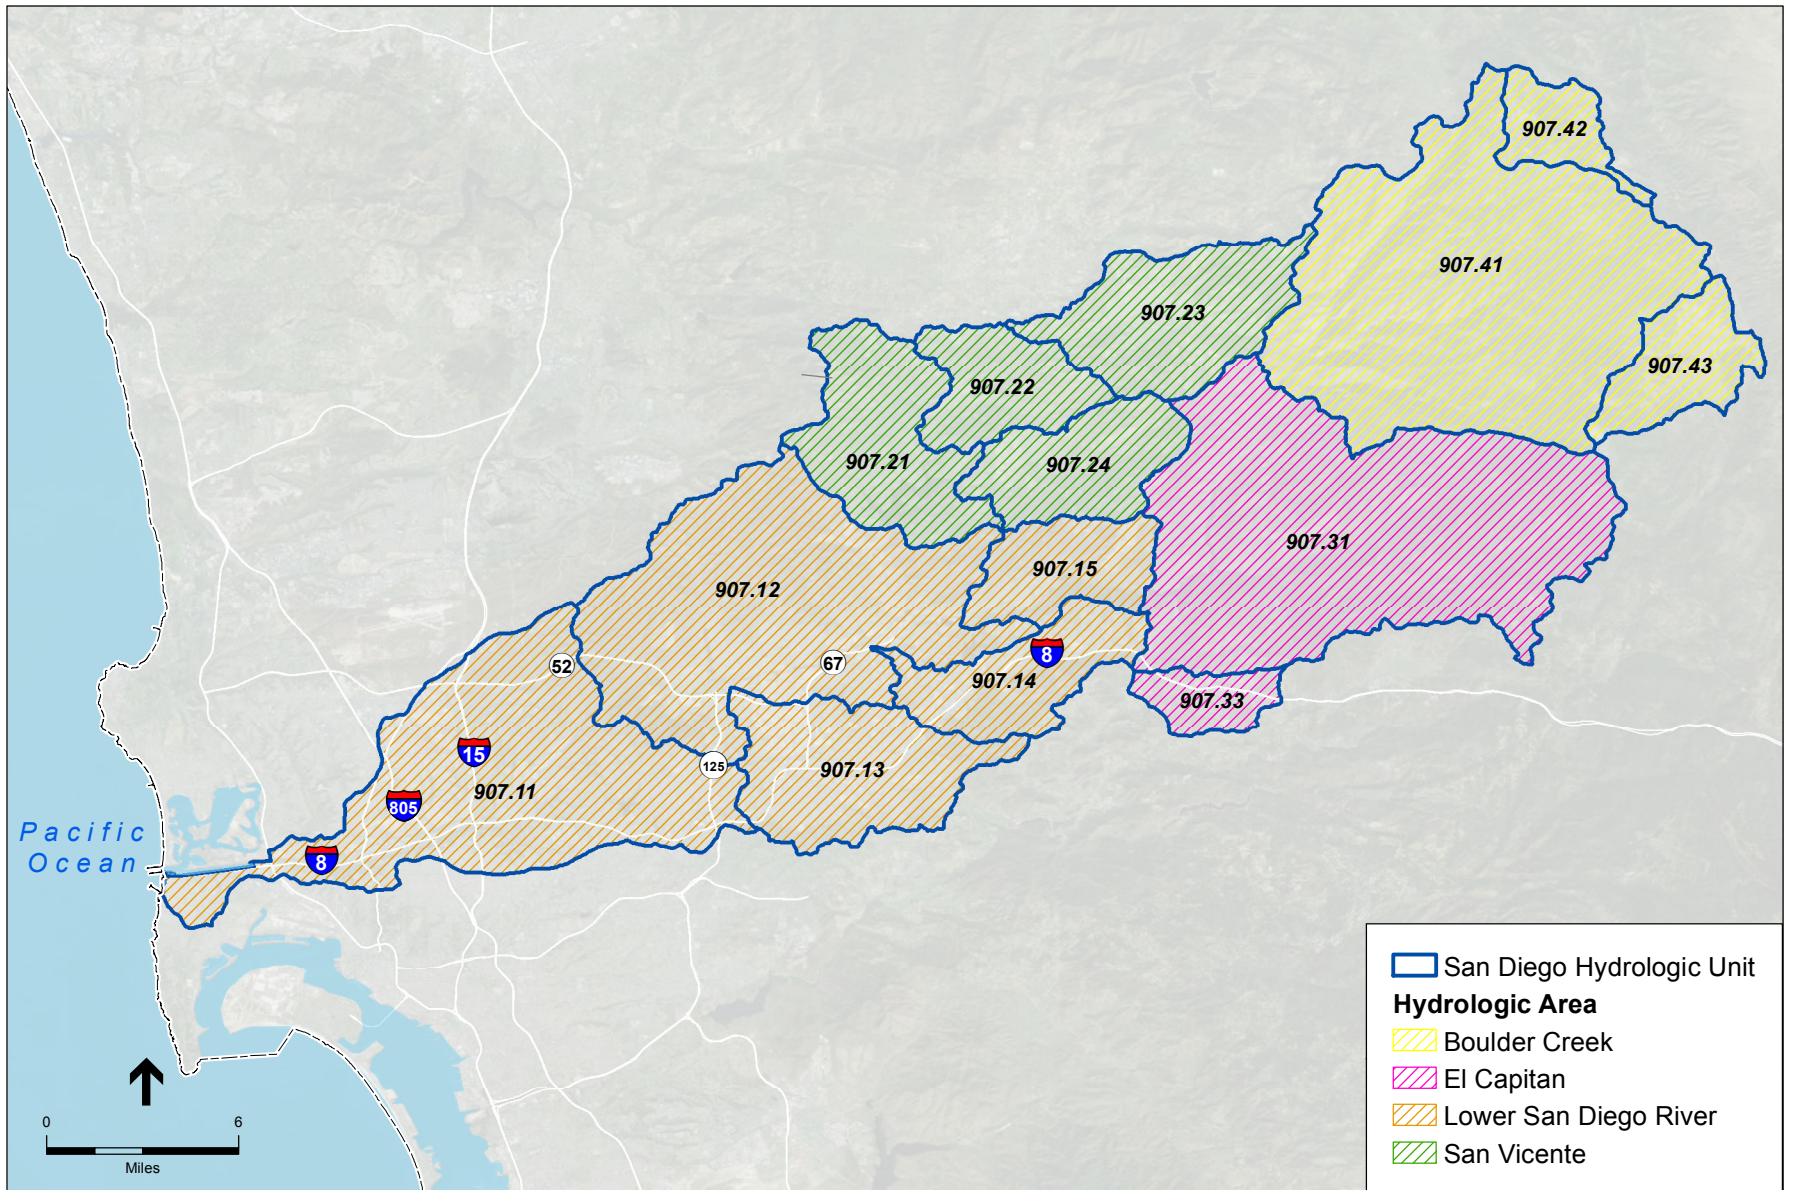 907.42
907.41
907.23
907.43
907.22
907.21
907.24
907.31
907.15
907.12
8
52
67
907.14
907.33
15
125
907.13
907.11
805
Pacific
Ocean
8
San Diego Hydrologic Unit
Hydrologic Area
Boulder Creek
El Capitan
Lower San Diego River
San Vicente
0 6
Miles